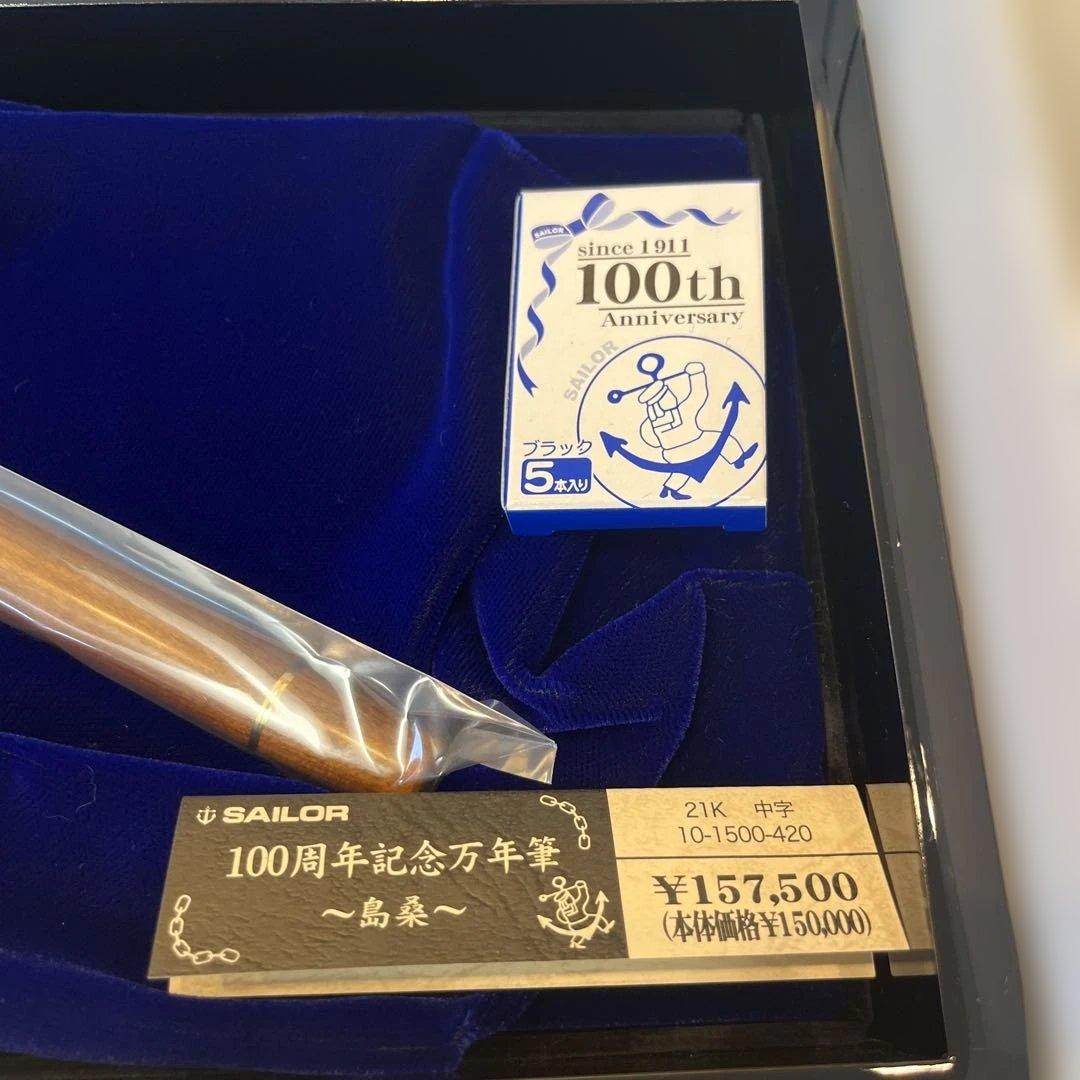 SAILOR
since 1911
100th
Anniversary
SAILOR
ブラック
5本入り
SAILOR
100周年記念万年筆
～島桑～
21K 中字
10-1500-420
¥157,500
(本体価格¥150,000)